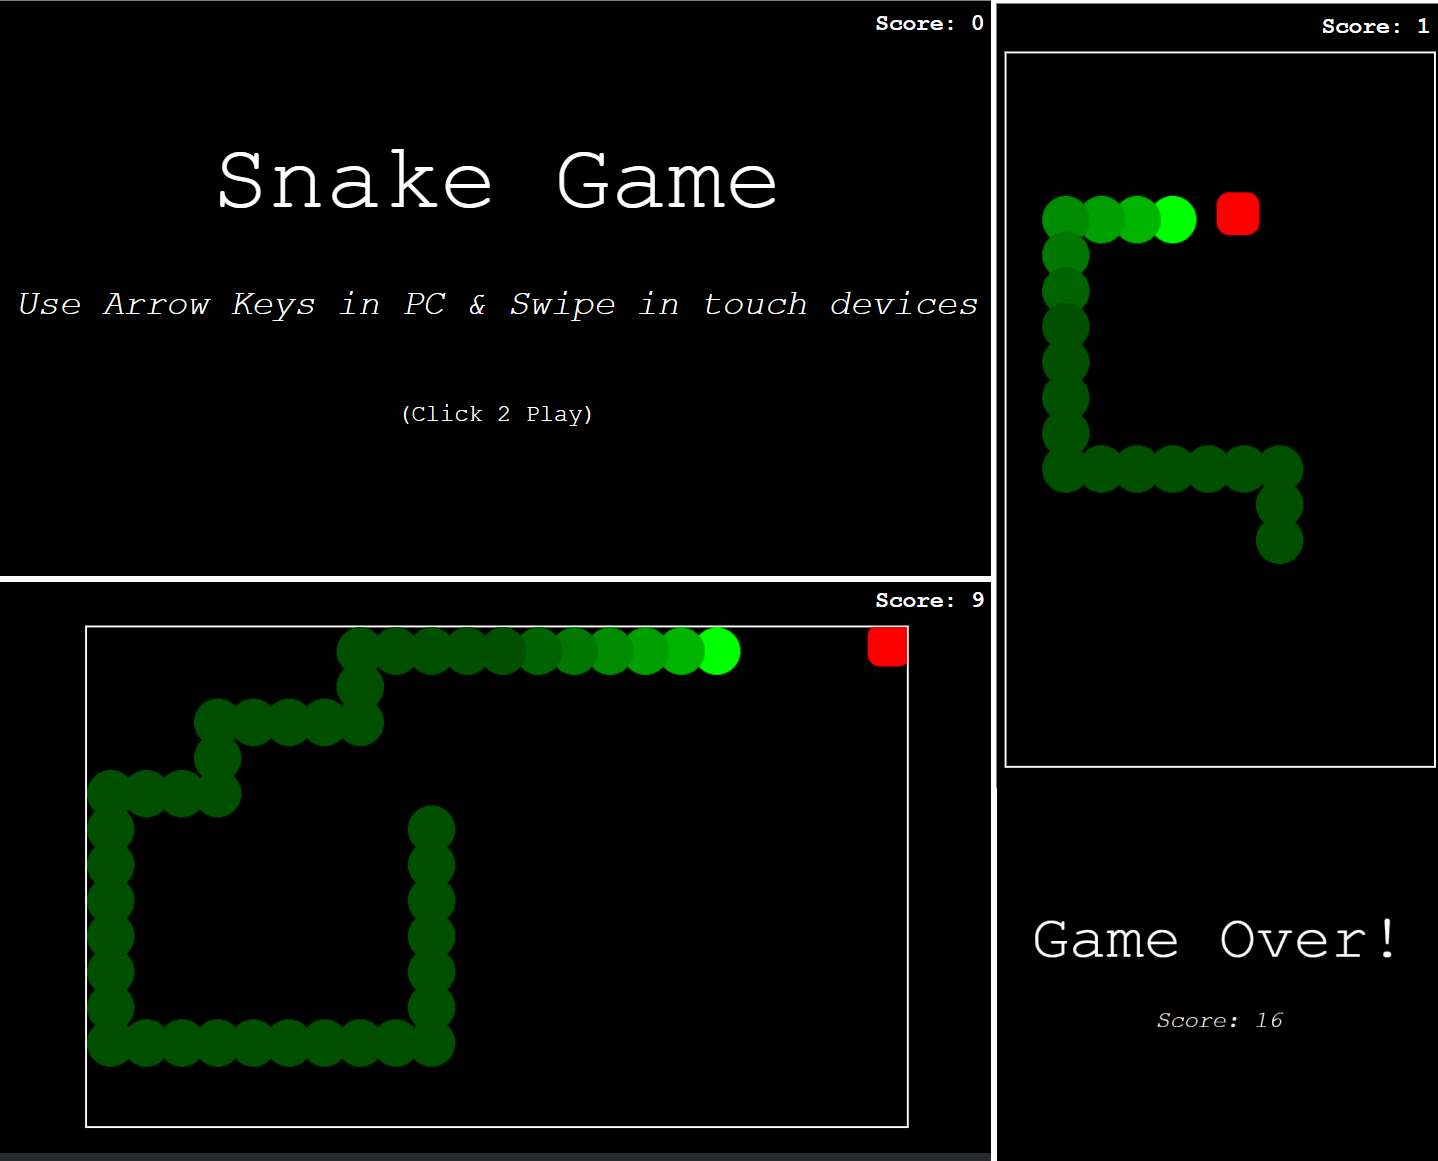 Score: 0
Snake Game
Use Arrow Keys in PC & Swipe in touch devices
(Click 2 Play)
Score: 9
Score: 1
Game Over!
Score: 16